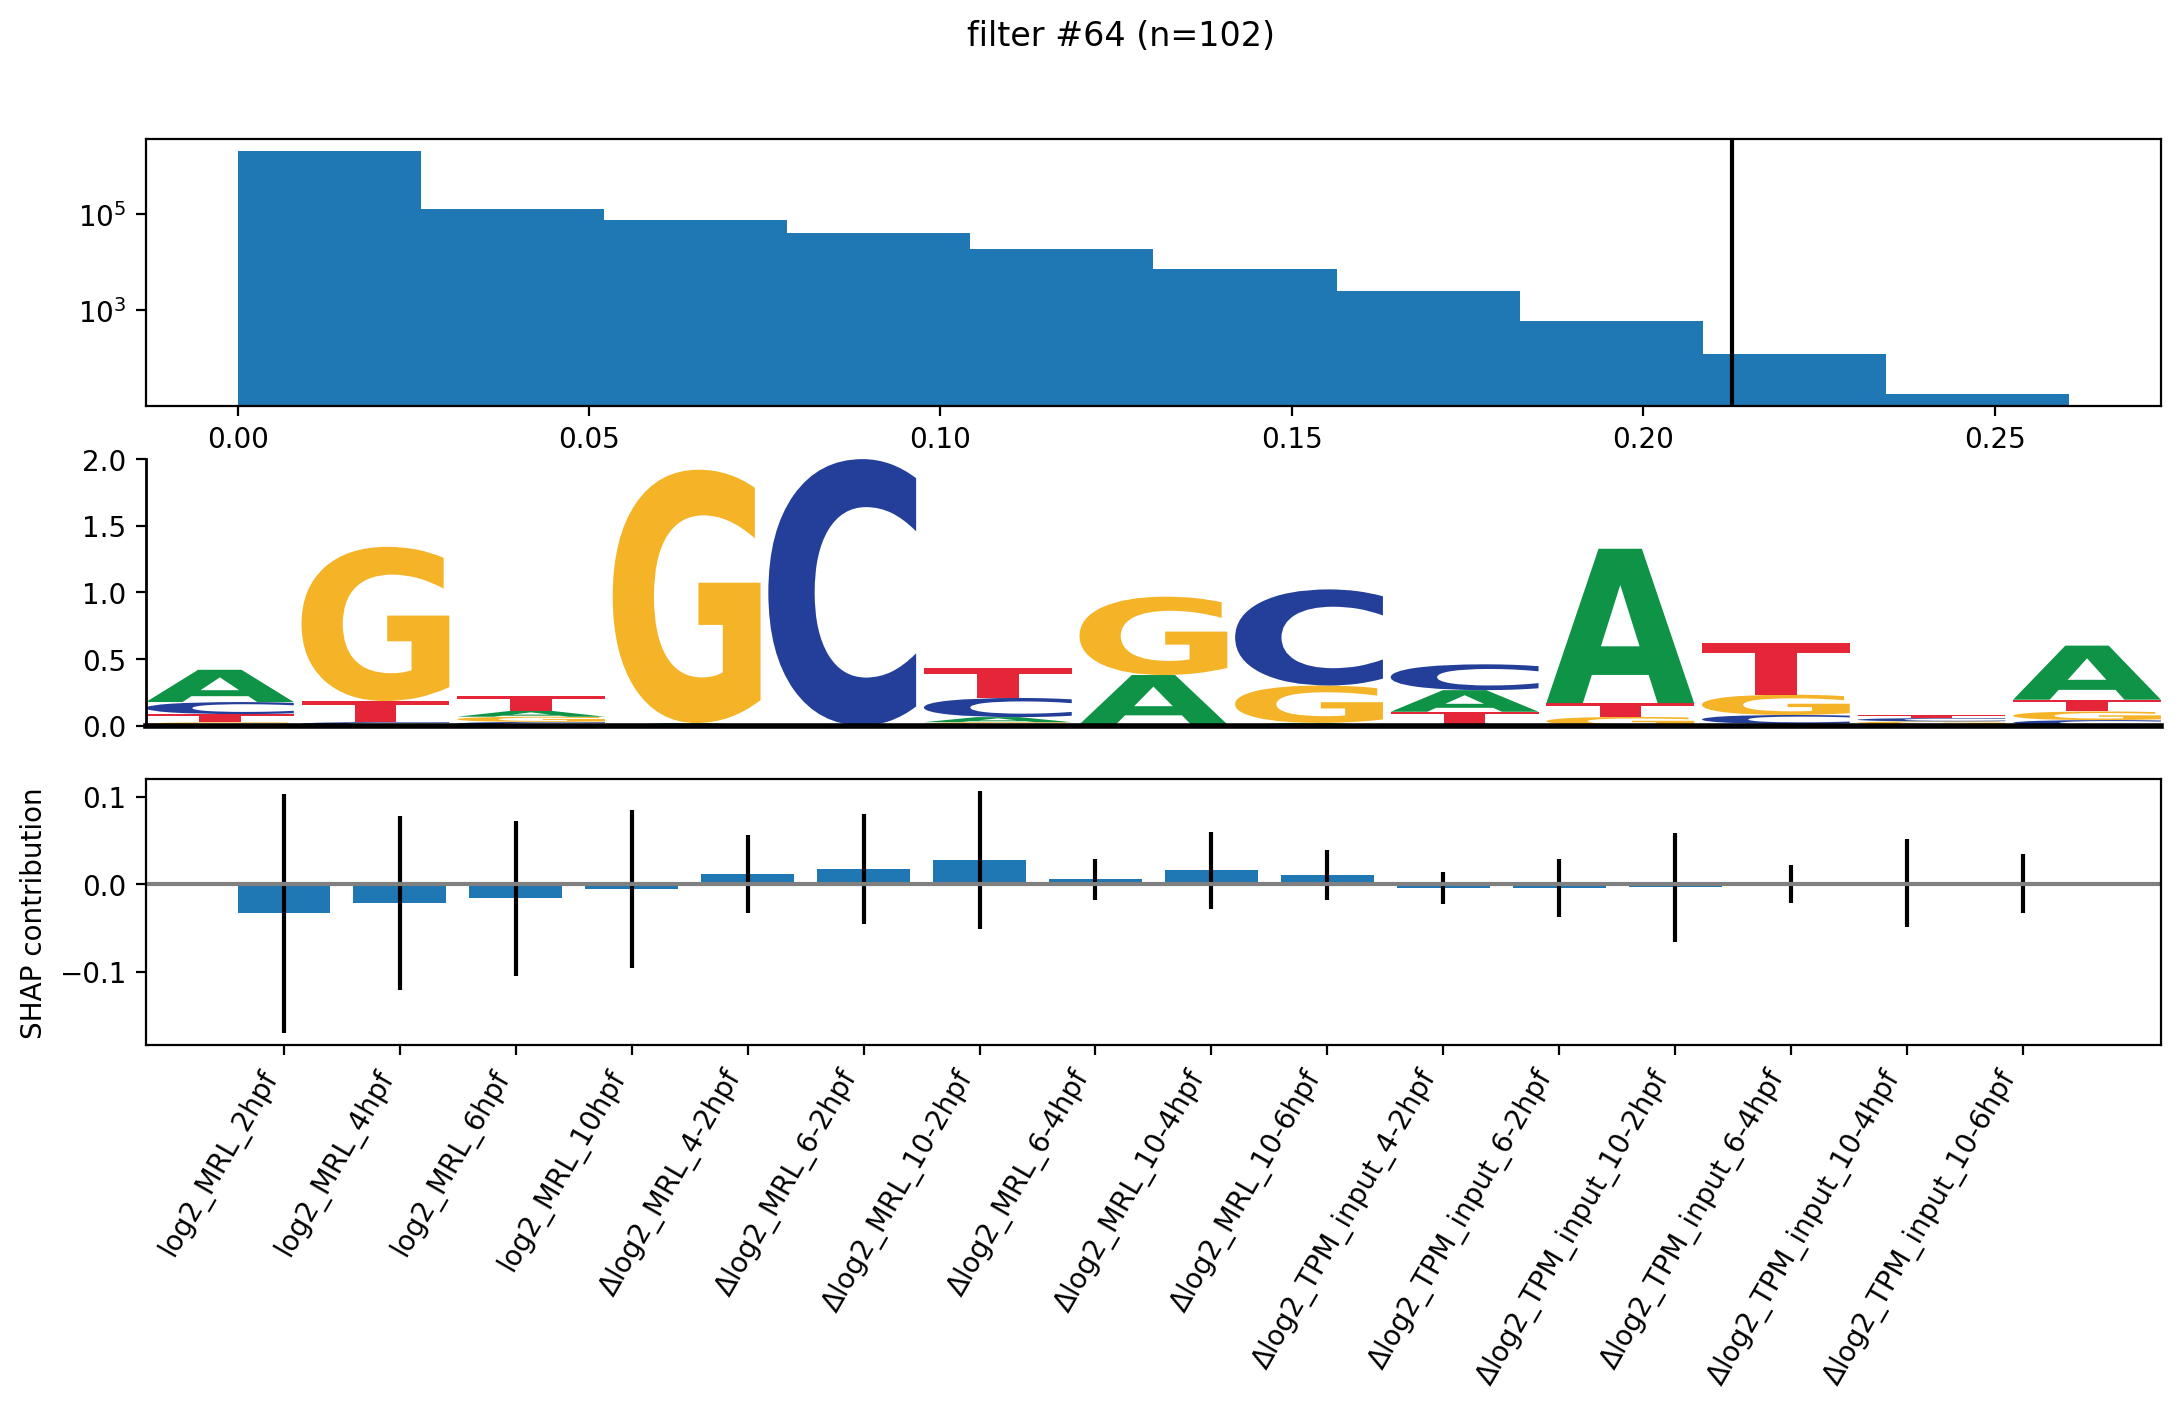 filter #64 (n=102)
10^5
10^3
0.00 0.05 0.10 0.15 0.20 0.25
2.0
1.5
1.0
0.5
0.0
A G T G C T G C C A T T A
C T A C A G A T G C T
T C G A T G C G G
SHAP contribution
0.1
0.0
−0.1
log2_MRL_2hpf
log2_MRL_4hpf
log2_MRL_6hpf
log2_MRL_10hpf
Δlog2_MRL_4-2hpf
Δlog2_MRL_6-2hpf
Δlog2_MRL_10-2hpf
Δlog2_MRL_6-4hpf
Δlog2_MRL_10-4hpf
Δlog2_MRL_10-6hpf
Δlog2_TPM_input_4-2hpf
Δlog2_TPM_input_6-2hpf
Δlog2_TPM_input_10-2hpf
Δlog2_TPM_input_6-4hpf
Δlog2_TPM_input_10-4hpf
Δlog2_TPM_input_10-6hpf